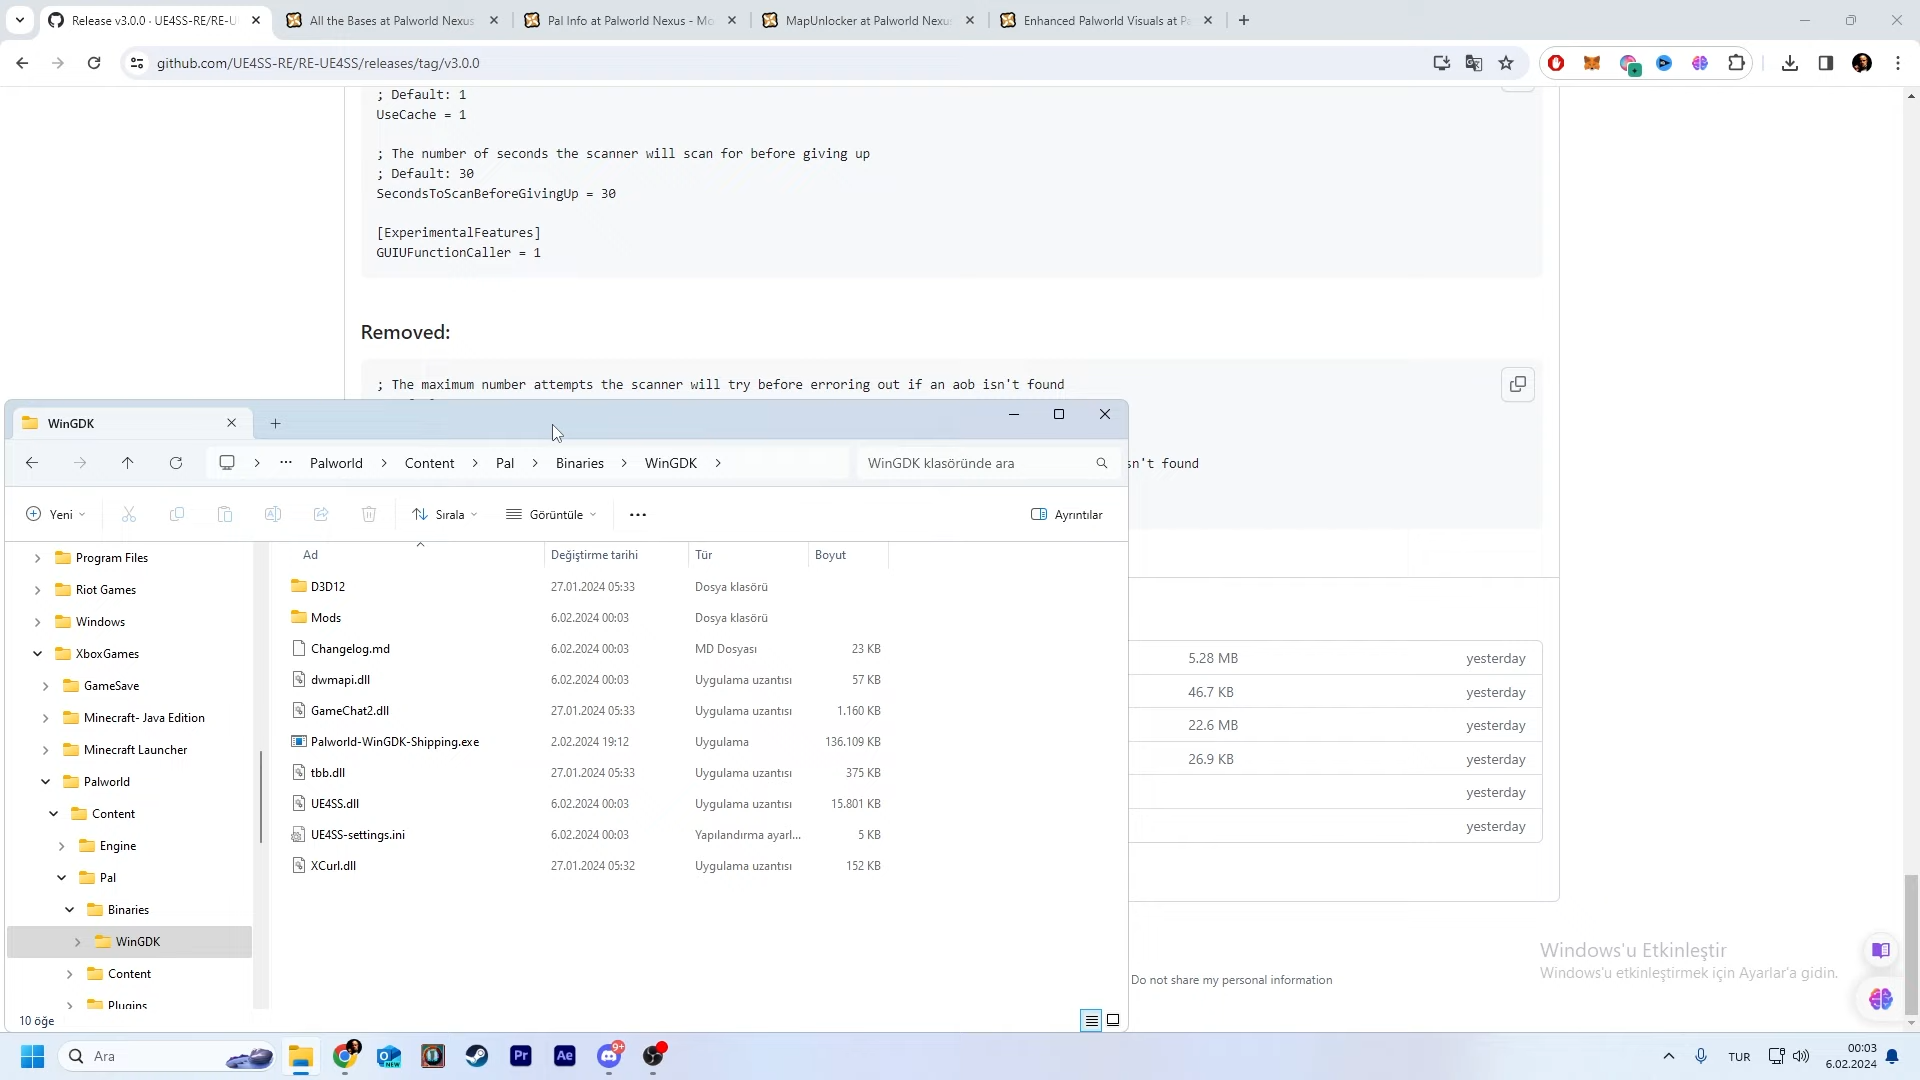 Release v3.0.0 · UE4SS-RE/RE-U
All the Bases at Palworld Nexus
Pal Info at Palworld Nexus - Mo
MapUnlocker at Palworld Nexus
Enhanced Palworld Visuals at Pa
github.com/UE4SS-RE/RE-UE4SS/releases/tag/v3.0.0
; Default: 1
UseCache = 1
; The number of seconds the scanner will scan for before giving up
; Default: 30
SecondsToScanBeforeGivingUp = 30
[ExperimentalFeatures]
GUIUFunctionCaller = 1
Removed:
; The maximum number attempts the scanner will try before erroring out if an aob isn't found
sn't found
WinGDK
Palworld > Content > Pal > Binaries > WinGDK >
WinGDK klasöründe ara
Yeni
Sırala
Görüntüle
Ayrıntılar
Program Files
Riot Games
Windows
XboxGames
GameSave
Minecraft- Java Edition
Minecraft Launcher
Palworld
Content
Engine
Pal
Binaries
WinGDK
Content
Plugins
Ad Değiştirme tarihi Tür Boyut
D3D12 27.01.2024 05:33 Dosya klasörü
Mods 6.02.2024 00:03 Dosya klasörü
Changelog.md 6.02.2024 00:03 MD Dosyası 23 KB
dwmapi.dll 6.02.2024 00:03 Uygulama uzantısı 57 KB
GameChat2.dll 27.01.2024 05:33 Uygulama uzantısı 1.160 KB
Palworld-WinGDK-Shipping.exe 2.02.2024 19:12 Uygulama 136.109 KB
tbb.dll 27.01.2024 05:33 Uygulama uzantısı 375 KB
UE4SS.dll 6.02.2024 00:03 Uygulama uzantısı 15.801 KB
UE4SS-settings.ini 6.02.2024 00:03 Yapılandırma ayarl... 5 KB
XCurl.dll 27.01.2024 05:32 Uygulama uzantısı 152 KB
10 öğe
5.28 MB yesterday
46.7 KB yesterday
22.6 MB yesterday
26.9 KB yesterday
yesterday
yesterday
Do not share my personal information
Windows'u Etkinleştir
Windows'u etkinleştirmek için Ayarlar'a gidin.
Ara
NEW
Pr
Ae
9+
TUR
00:03
6.02.2024